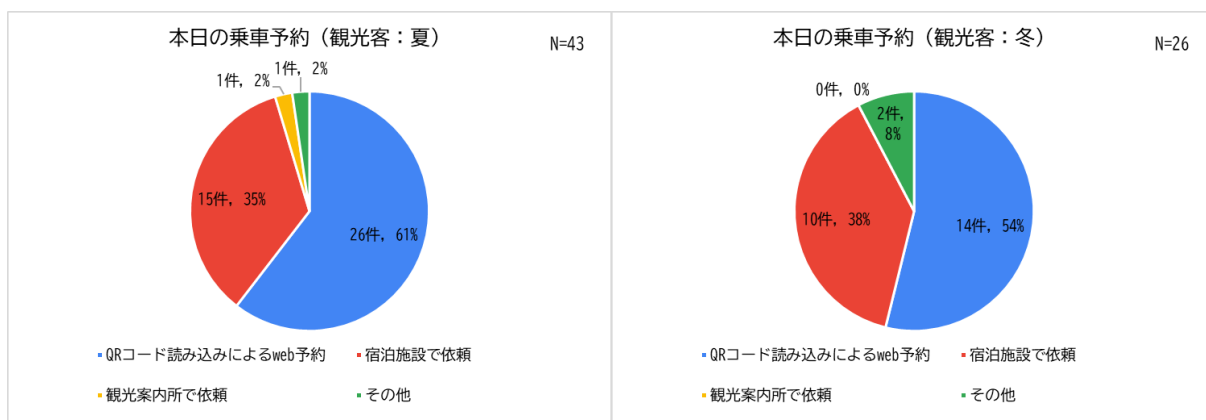 本日の乗車予約（観光客：夏）
N=43
1件, 2%
1件, 2%
15件, 35%
26件, 61%
QRコード読み込みによるweb予約
宿泊施設で依頼
観光案内所で依頼
その他
本日の乗車予約（観光客：冬）
N=26
0件, 0%
2件,
8%
10件, 38%
14件, 54%
QRコード読み込みによるweb予約
宿泊施設で依頼
観光案内所で依頼
その他